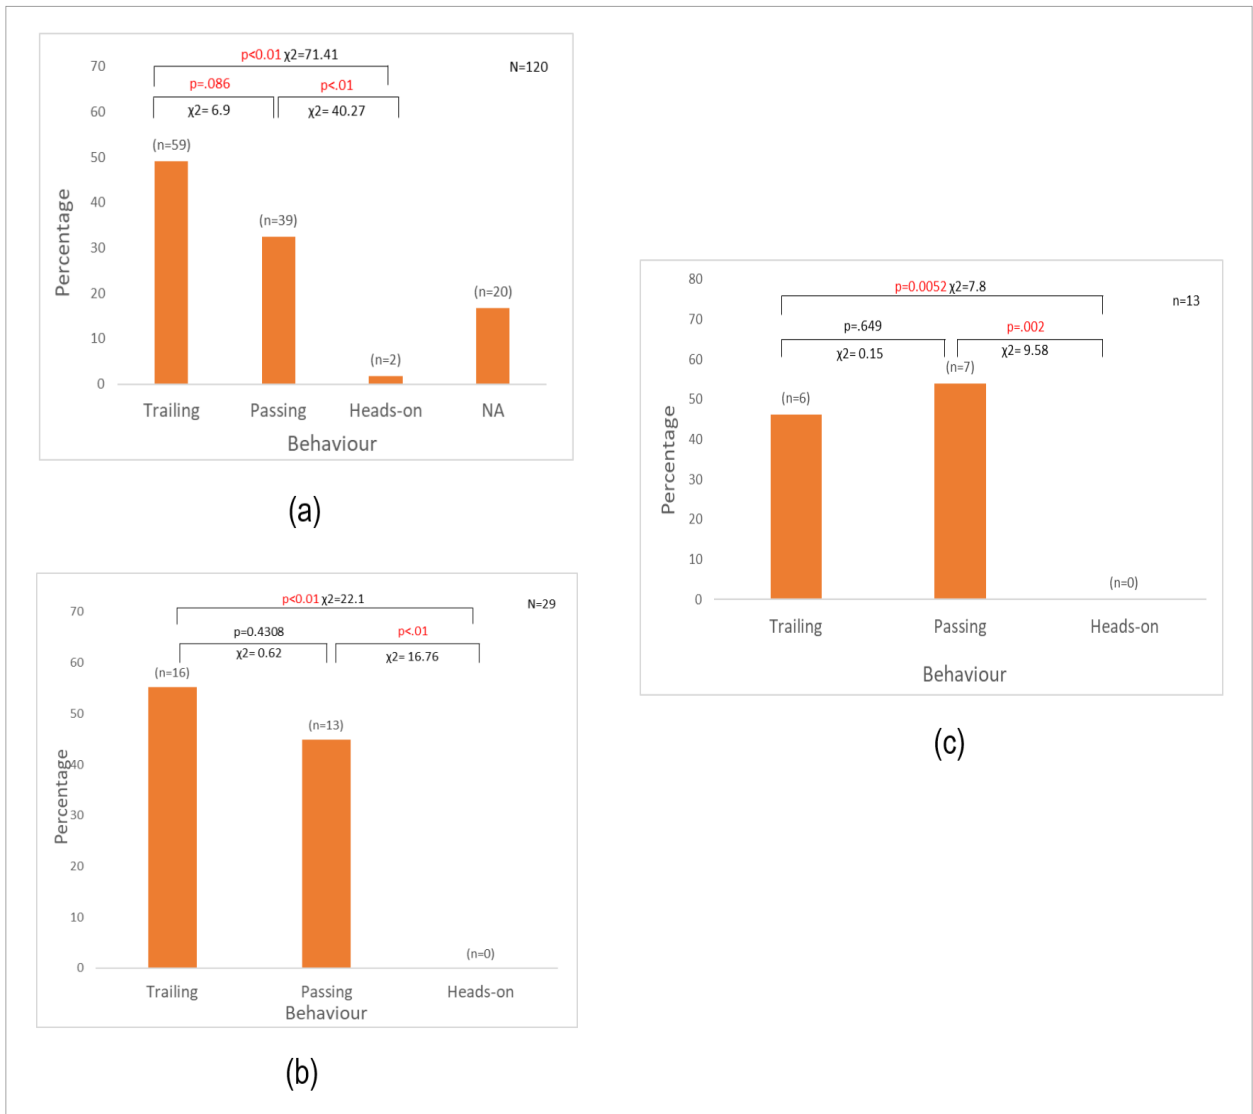 p<0.01 χ2=71.41
N=120
70
p=.086 p<.01
60
χ2= 6.9 χ2= 40.27
50
(n=59)
40
(n=39)
30
20
(n=20)
10
(n=2)
0
Percentage
Trailing Passing Heads-on NA
Behaviour
(a)
p<0.01 χ2=22.1
N=29
70
p=0.4308 p<.01
χ2= 0.62 χ2= 16.76
60
(n=16)
50
(n=13)
40
30
20
10
(n=0)
0
Percentage
Trailing Passing Heads-on
Behaviour
(b)
80
p=0.0052 χ2=7.8
n=13
70
p=.649 p=.002
χ2= 0.15 χ2= 9.58
60
(n=7)
50
(n=6)
40
30
20
10
(n=0)
0
Percentage
Trailing Passing Heads-on
Behaviour
(c)